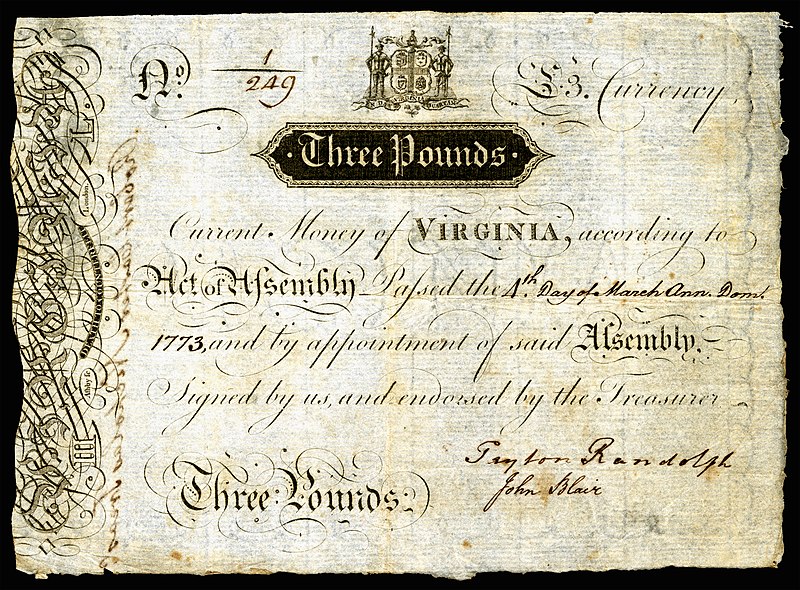 No. 1/249
£3. Currency,
· Three Pounds ·
Current Money of VIRGINIA, according to
Act of Aſsembly Paſsed the 4th. Day of March Ann. Dom.
1773, and by appointment of said Aſsembly.
Signed by us, and endorsed by the Treasurer
Peyton Randolph
John Blair
Three Pounds.